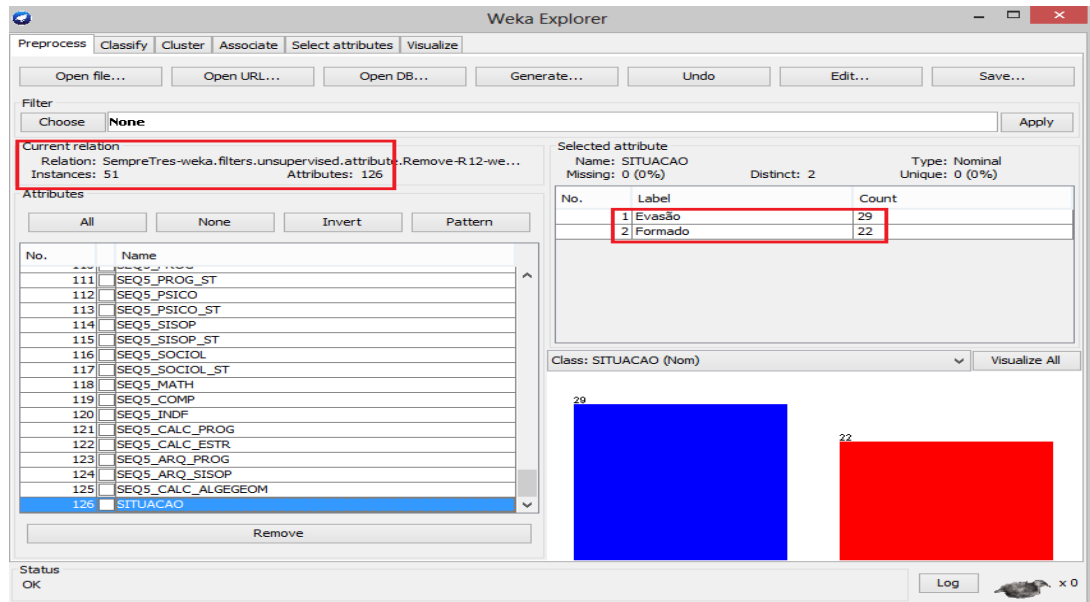 Weka Explorer
Preprocess Classify Cluster Associate Select attributes Visualize
Open file... Open URL... Open DB... Generate... Undo Edit... Save...
Filter
Choose None Apply
Current relation
Relation: SempreTres-weka.filters.unsupervised.attribute.Remove-R12-we...
Instances: 51 Attributes: 126
Attributes
All None Invert Pattern
No. Name
111 SEQ5_PROG_ST
112 SEQ5_PSICO
113 SEQ5_PSICO_ST
114 SEQ5_SISOP
115 SEQ5_SISOP_ST
116 SEQ5_SOCIOL
117 SEQ5_SOCIOL_ST
118 SEQ5_MATH
119 SEQ5_COMP
120 SEQ5_INDF
121 SEQ5_CALC_PROG
122 SEQ5_CALC_ESTR
123 SEQ5_ARQ_PROG
124 SEQ5_ARQ_SISOP
125 SEQ5_CALC_ALGEGEOM
126 SITUACAO
Remove
Selected attribute
Name: SITUACAO Type: Nominal
Missing: 0 (0%) Distinct: 2 Unique: 0 (0%)
No. Label Count
1 Evasão 29
2 Formado 22
Class: SITUACAO (Nom) Visualize All
29
22
Status
OK
Log x 0